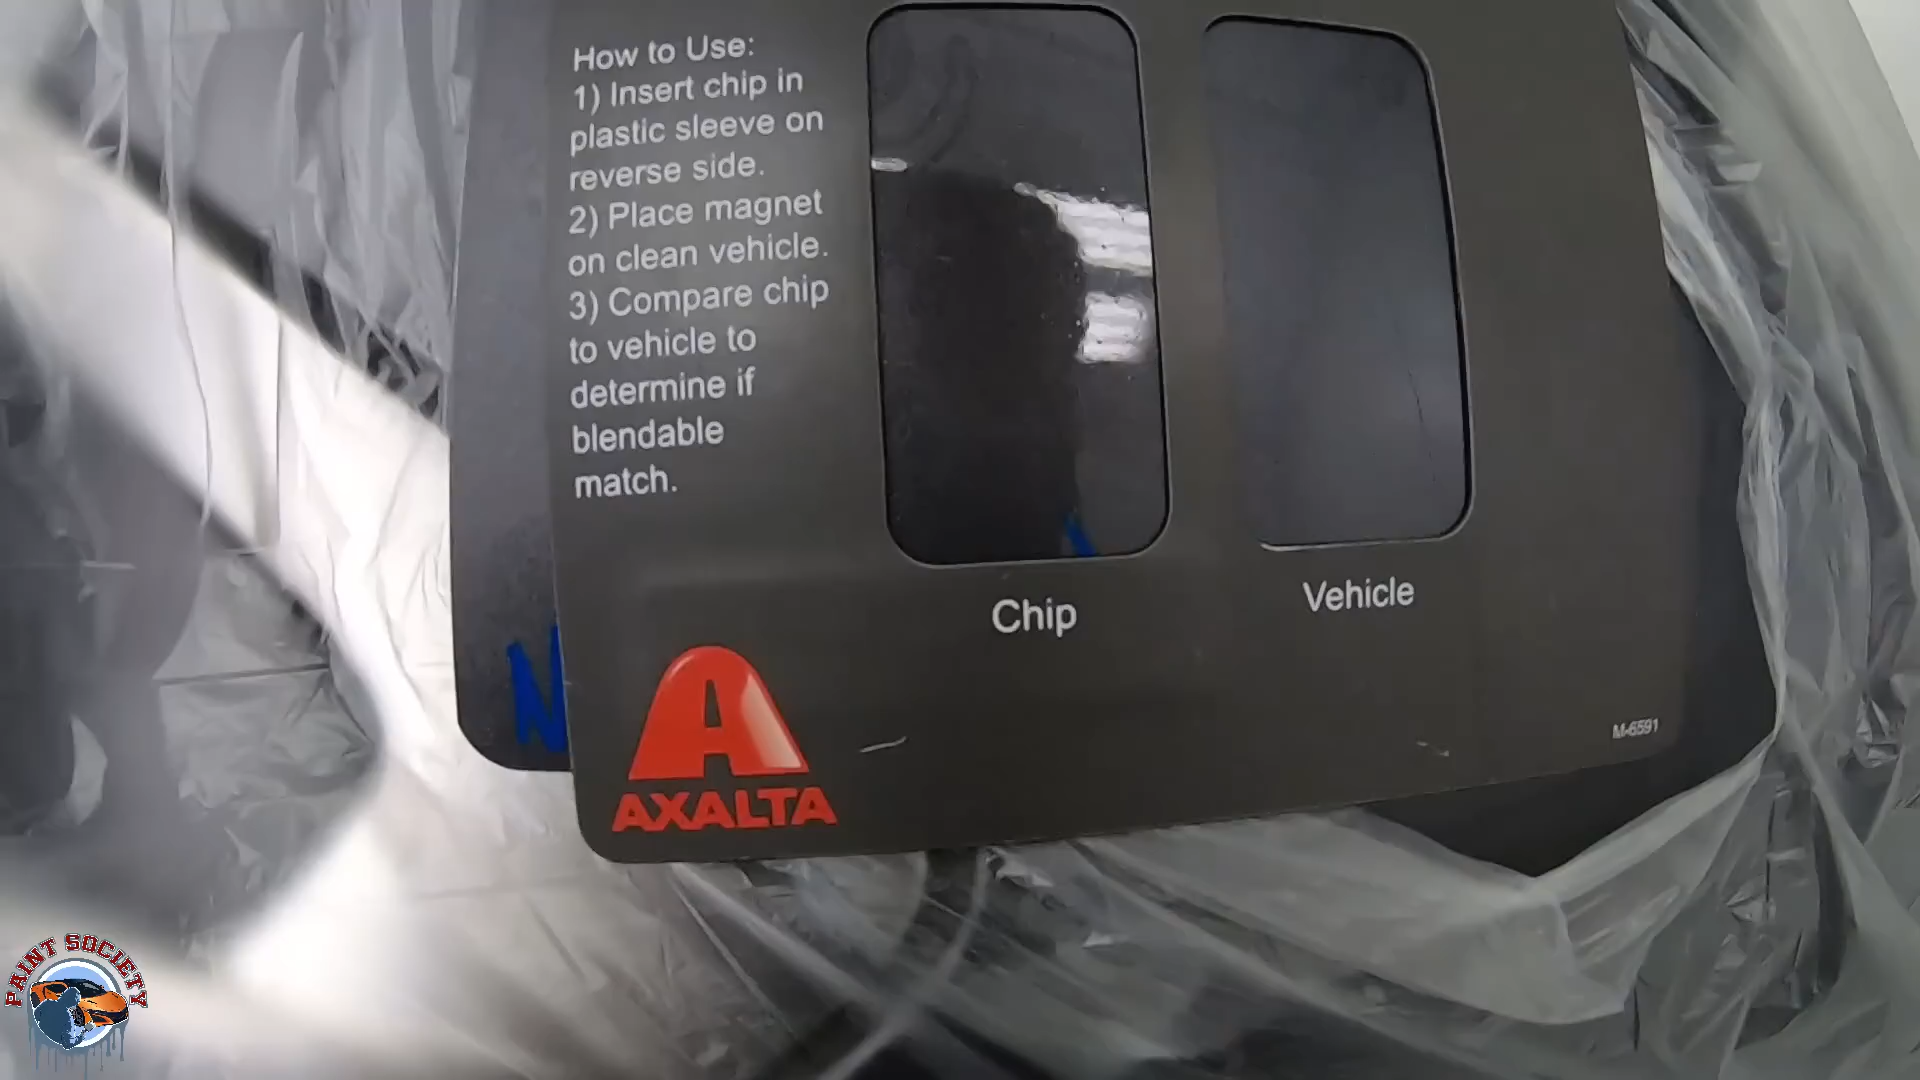 How to Use:
1) Insert chip in
plastic sleeve on
reverse side.
2) Place magnet
on clean vehicle.
3) Compare chip
to vehicle to
determine if
blendable
match.
Chip
Vehicle
M-6591
AXALTA
PAINT SOCIETY